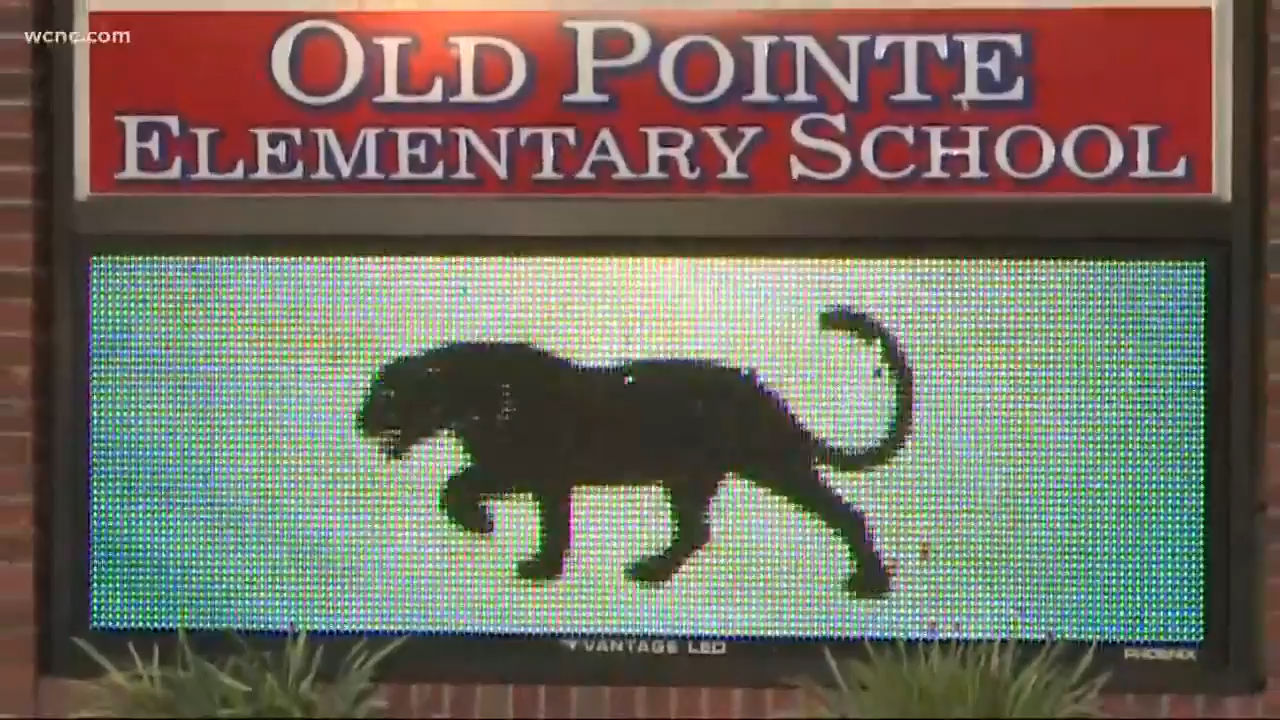 wcnc.com
OLD POINTE
ELEMENTARY SCHOOL
VANTAGE LED
PHOENIX